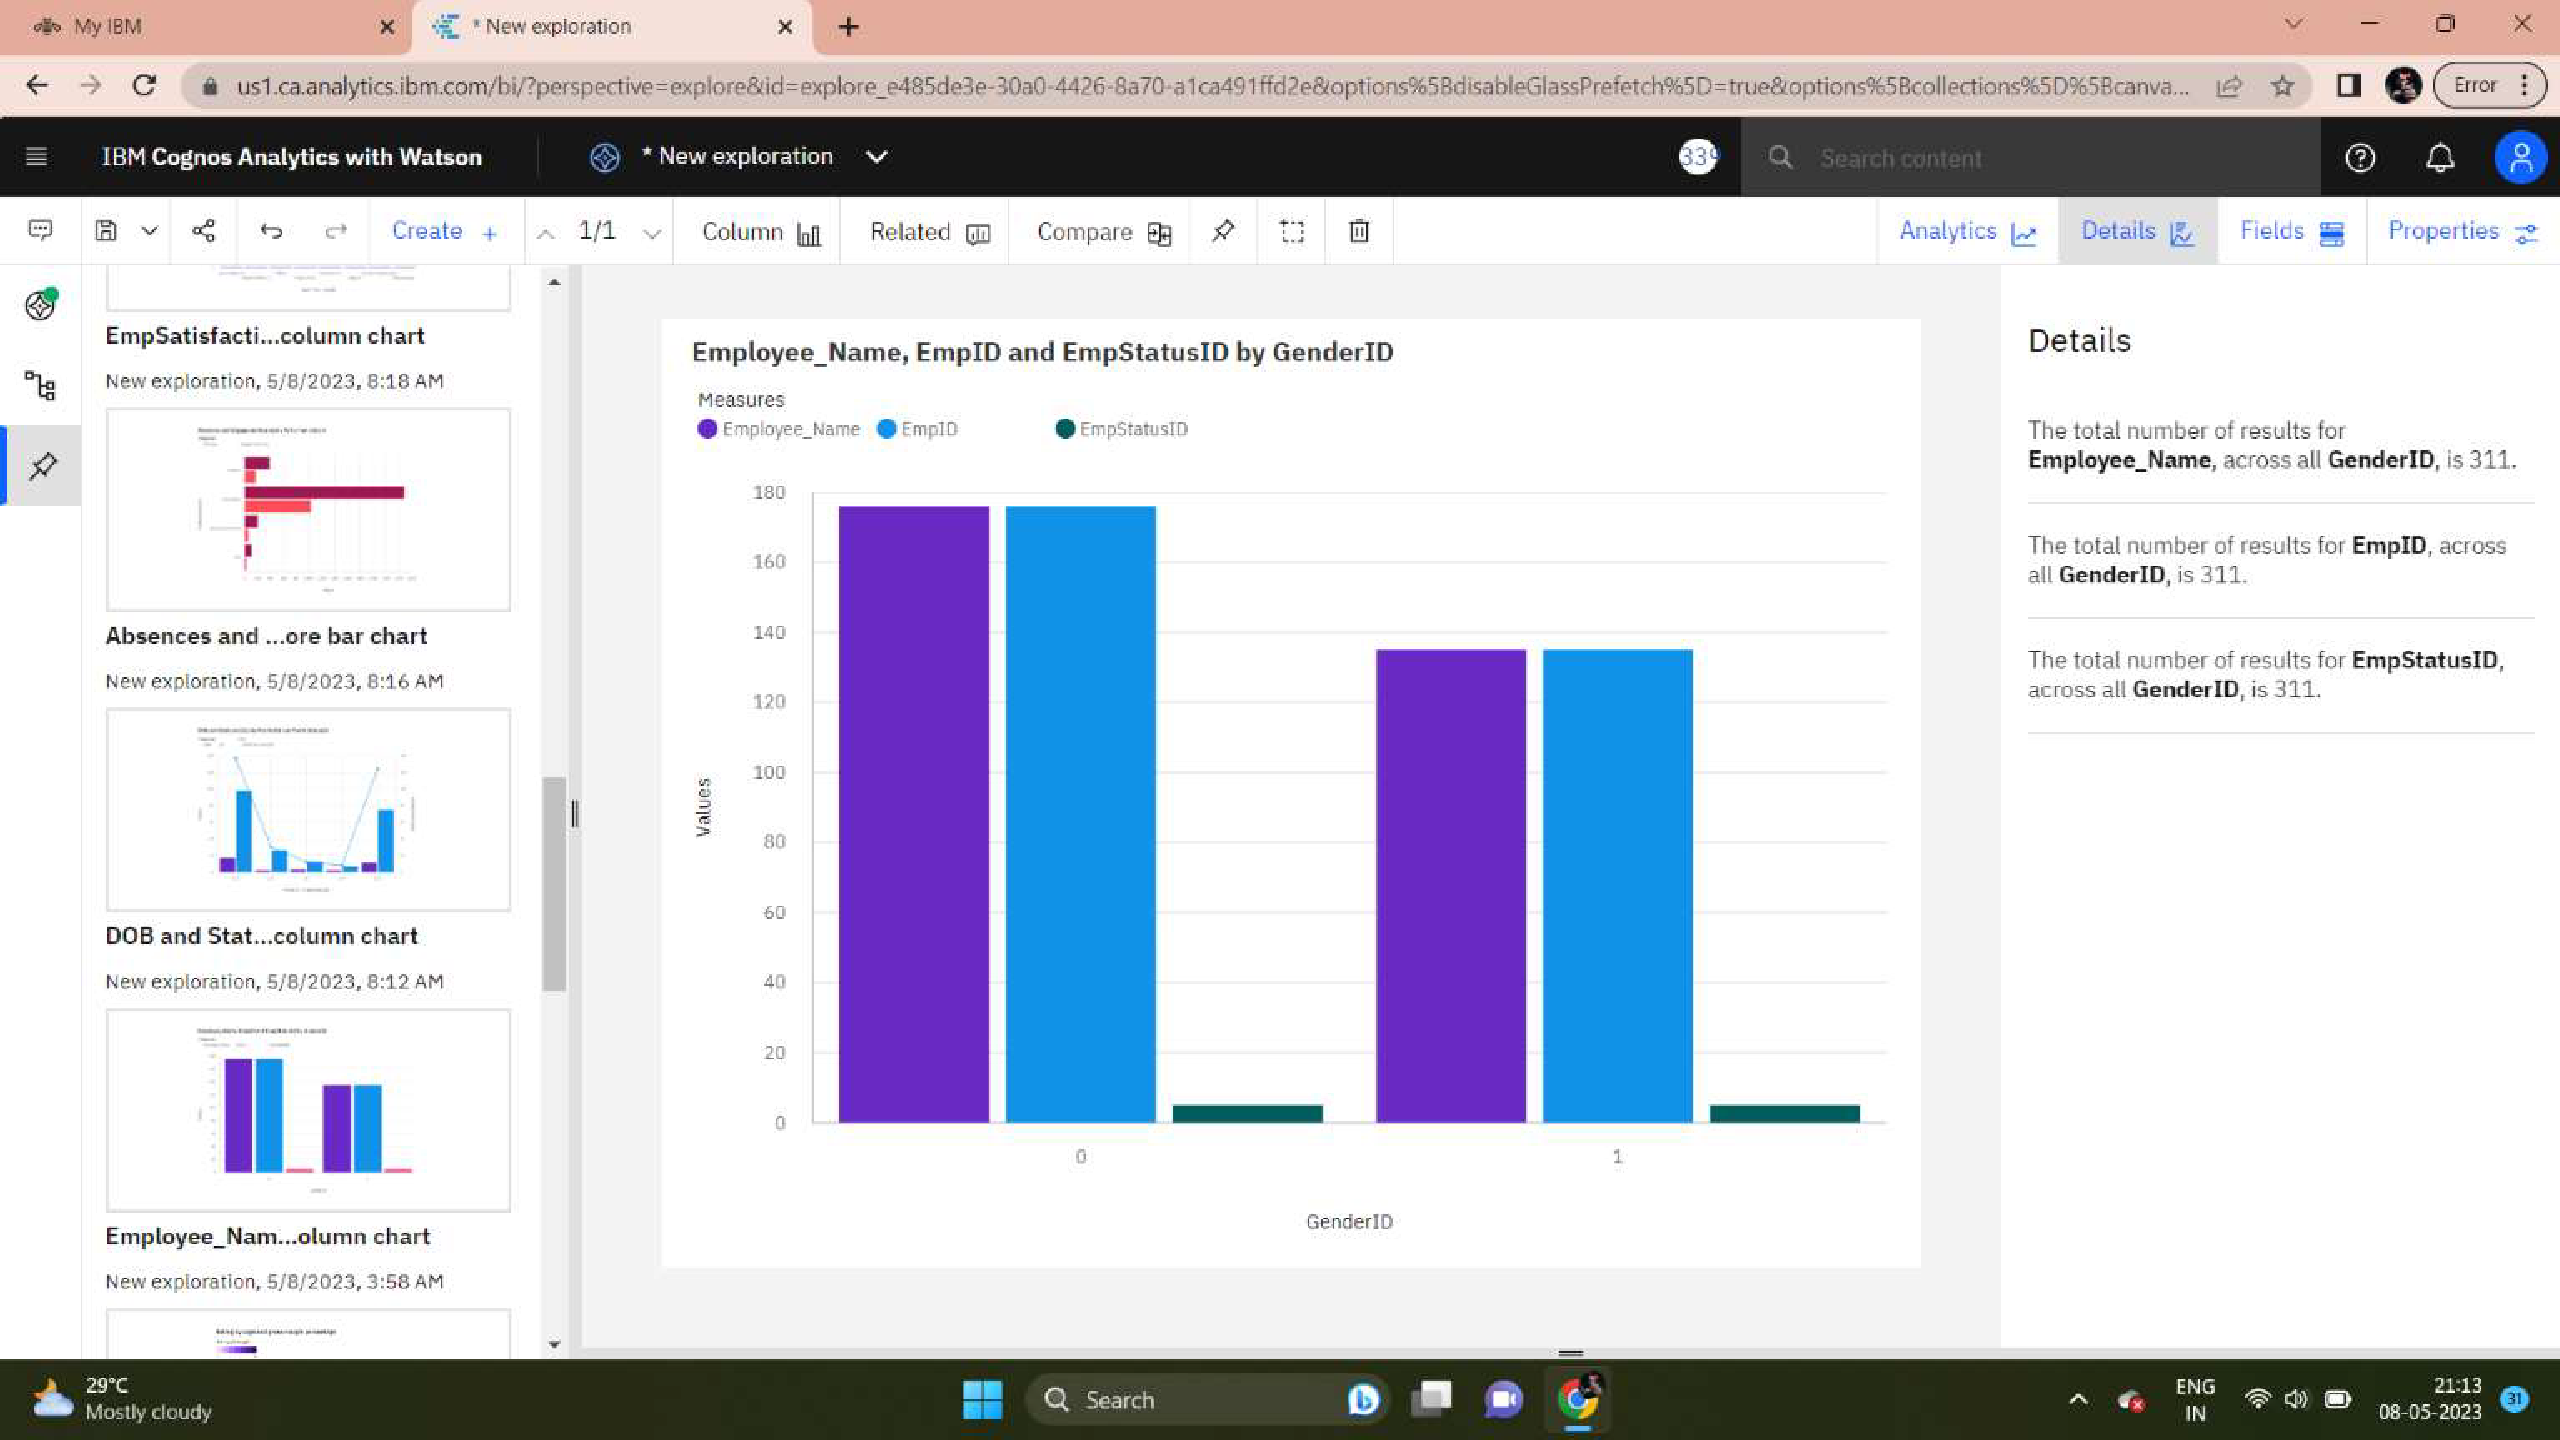 My IBM
* New exploration
us1.ca.analytics.ibm.com/bi/?perspective=explore&id=explore_e485de3e-30a0-4426-8a70-a1ca491ffd2e&options%5BdisableGlassPrefetch%5D=true&options%5Bcollections%5D%5Bcanva...
Error
IBM Cognos Analytics with Watson
* New exploration
Search content
Create +
1/1
Column
Related
Compare
Analytics
Details
Fields
Properties
EmpSatisfacti...column chart
New exploration, 5/8/2023, 8:18 AM
Absences and ...ore bar chart
New exploration, 5/8/2023, 8:16 AM
DOB and Stat...column chart
New exploration, 5/8/2023, 8:12 AM
Employee_Nam...olumn chart
New exploration, 5/8/2023, 3:58 AM
Employee_Name, EmpID and EmpStatusID by GenderID
Measures
Employee_Name EmpID EmpStatusID
180
160
140
120
100
80
60
40
20
0
Values
0 1
GenderID
Details
The total number of results for
Employee_Name, across all GenderID, is 311.
The total number of results for EmpID, across
all GenderID, is 311.
The total number of results for EmpStatusID,
across all GenderID, is 311.
29°C
Mostly cloudy
Search
ENG
IN
21:13
08-05-2023
31